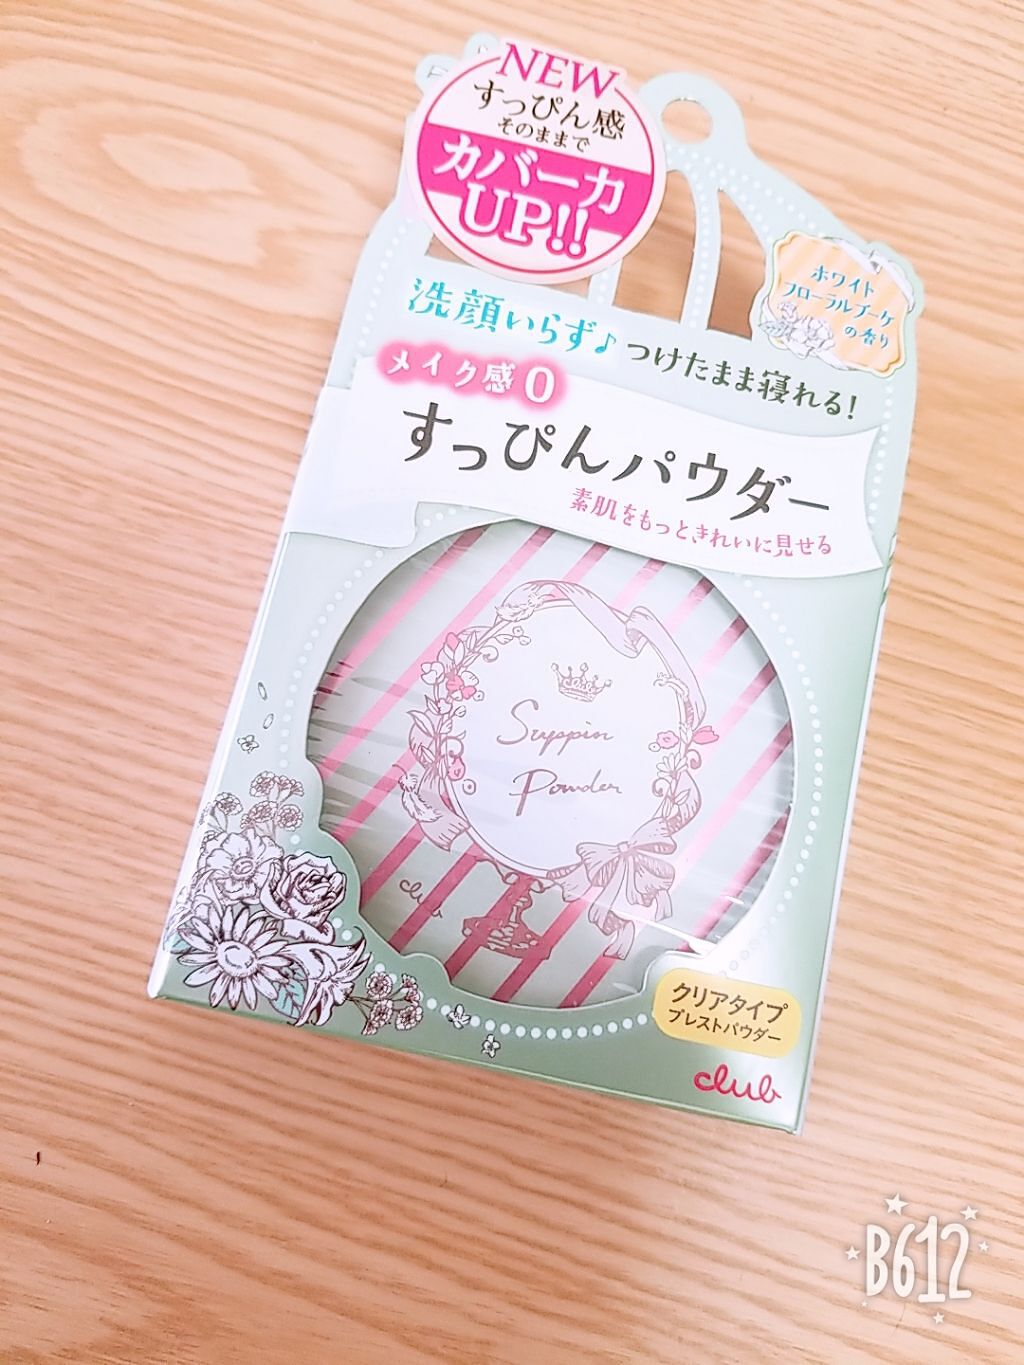 NEW
すっぴん感
そのままで
カバー力
UP!!
ホワイト
フローラルブーケ
の香り
洗顔いらず♪つけたまま寝れる!
メイク感0
すっぴんパウダー
素肌をもっときれいに見せる
Suppin
Powder
club
クリアタイプ
プレストパウダー
club
B612